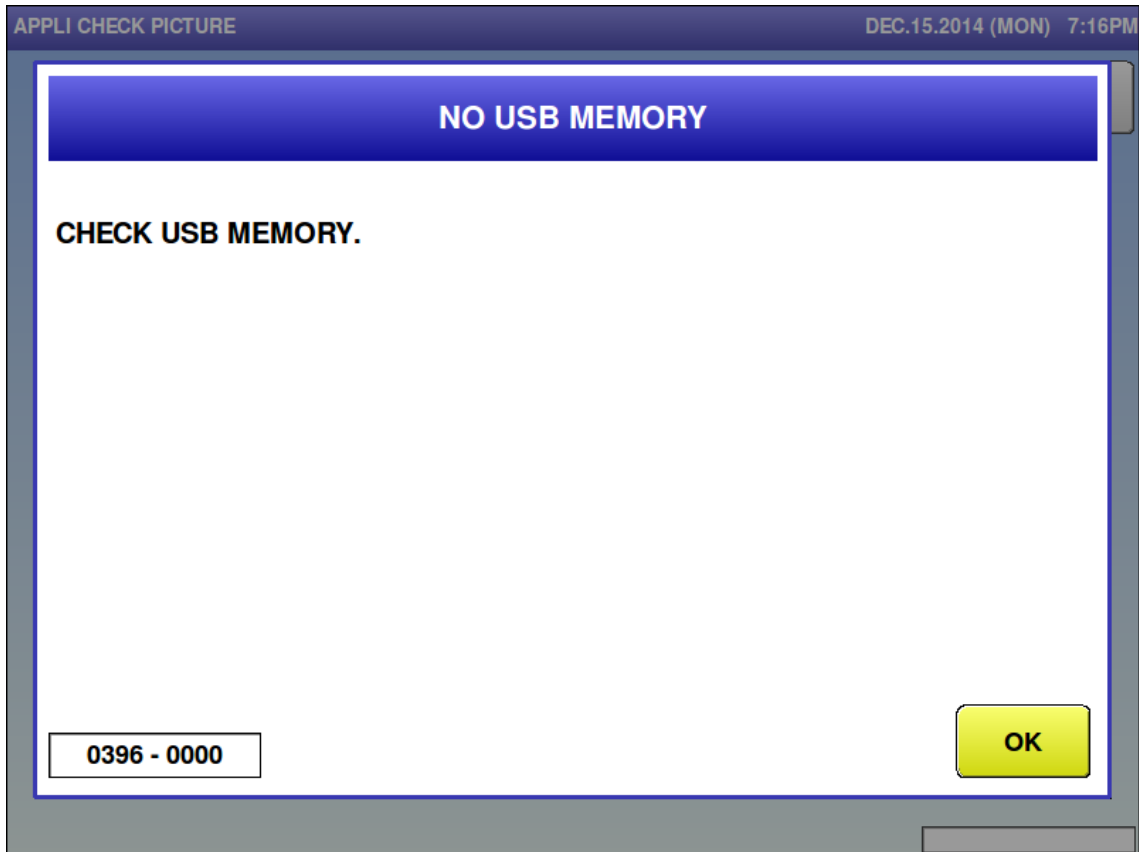 APPLI CHECK PICTURE DEC.15.2014 (MON) 7:16PM
NO USB MEMORY
CHECK USB MEMORY.
0396 - 0000
OK